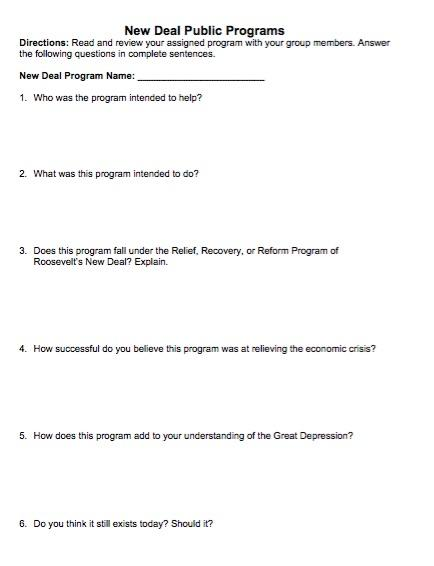 New Deal Public Programs
Directions: Read and review your assigned program with your group members. Answer
the following questions in complete sentences.
New Deal Program Name: ________________________
1. Who was the program intended to help?
2. What was this program intended to do?
3. Does this program fall under the Relief, Recovery, or Reform Program of
Roosevelt's New Deal? Explain.
4. How successful do you believe this program was at relieving the economic crisis?
5. How does this program add to your understanding of the Great Depression?
6. Do you think it still exists today? Should it?